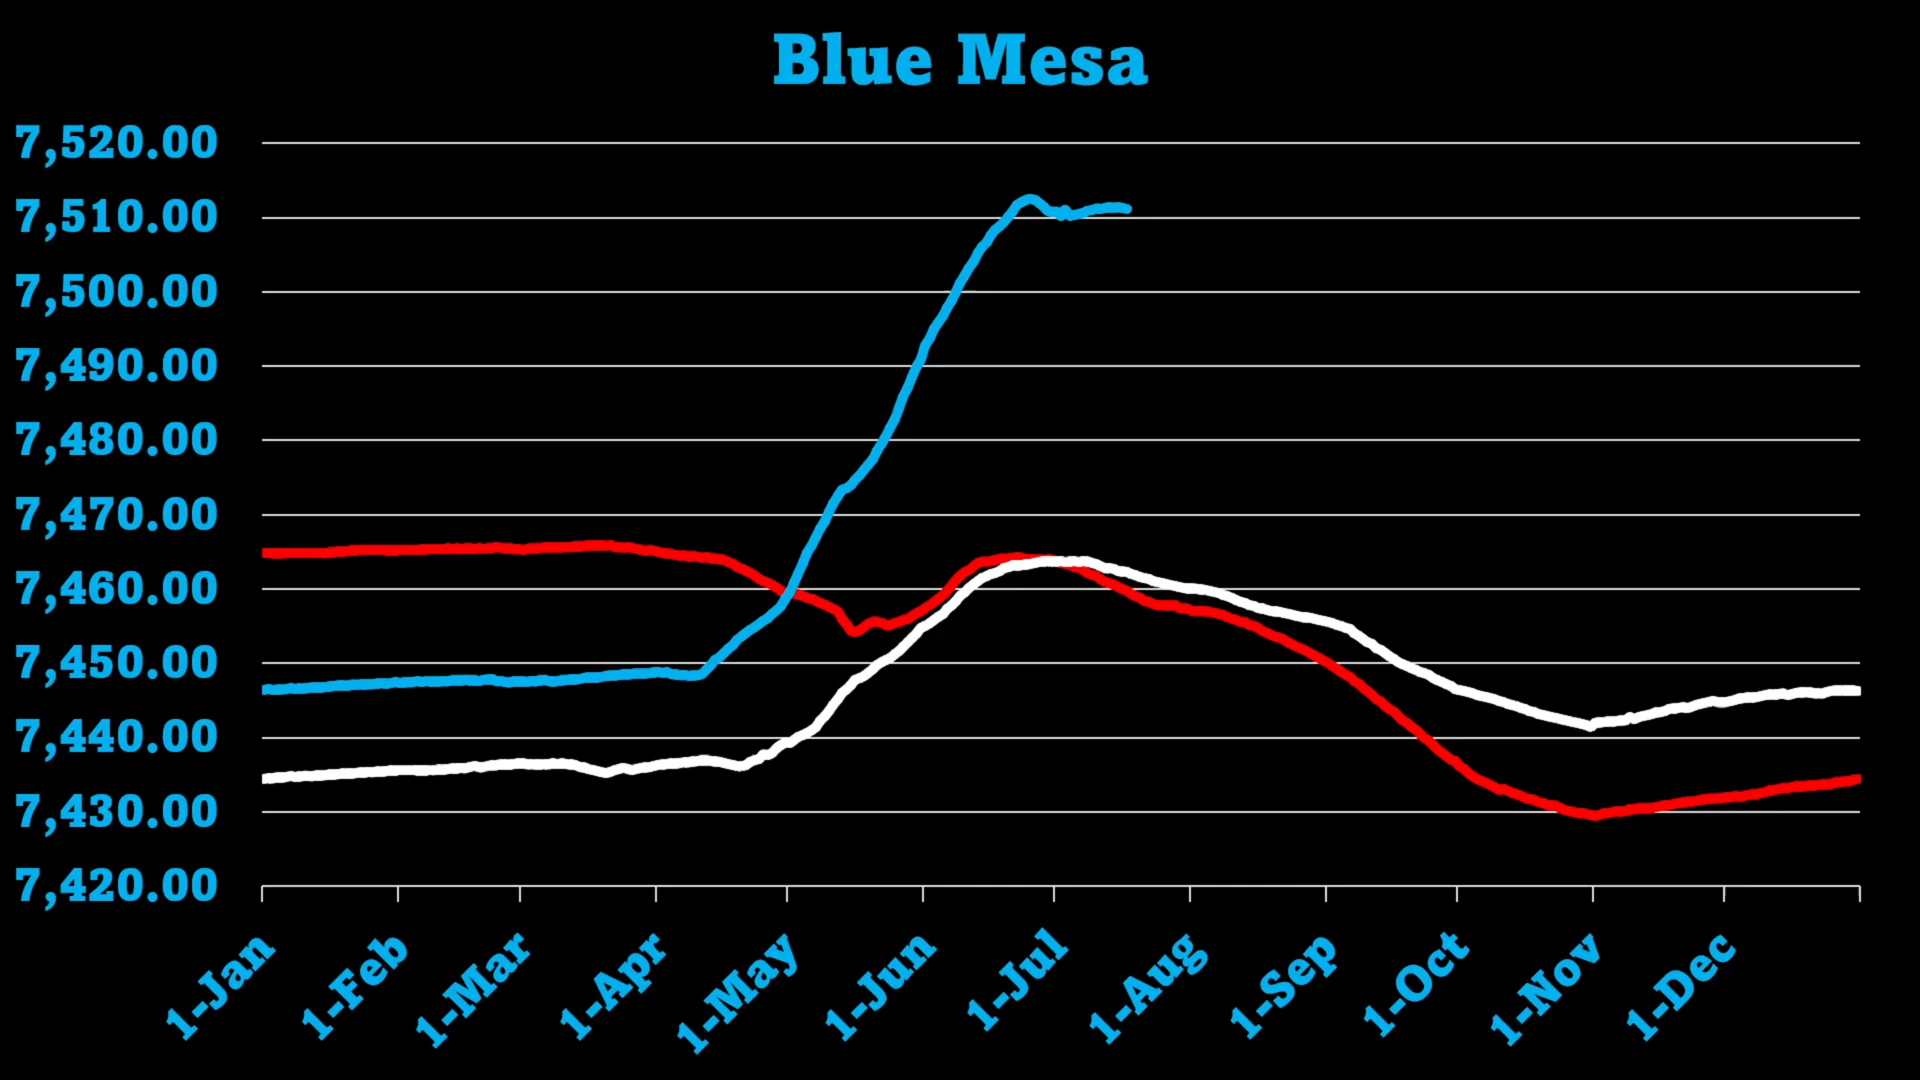 Blue Mesa
7,520.00
7,510.00
7,500.00
7,490.00
7,480.00
7,470.00
7,460.00
7,450.00
7,440.00
7,430.00
7,420.00
1-Jan
1-Feb
1-Mar
1-Apr
1-May
1-Jun
1-Jul
1-Aug
1-Sep
1-Oct
1-Nov
1-Dec